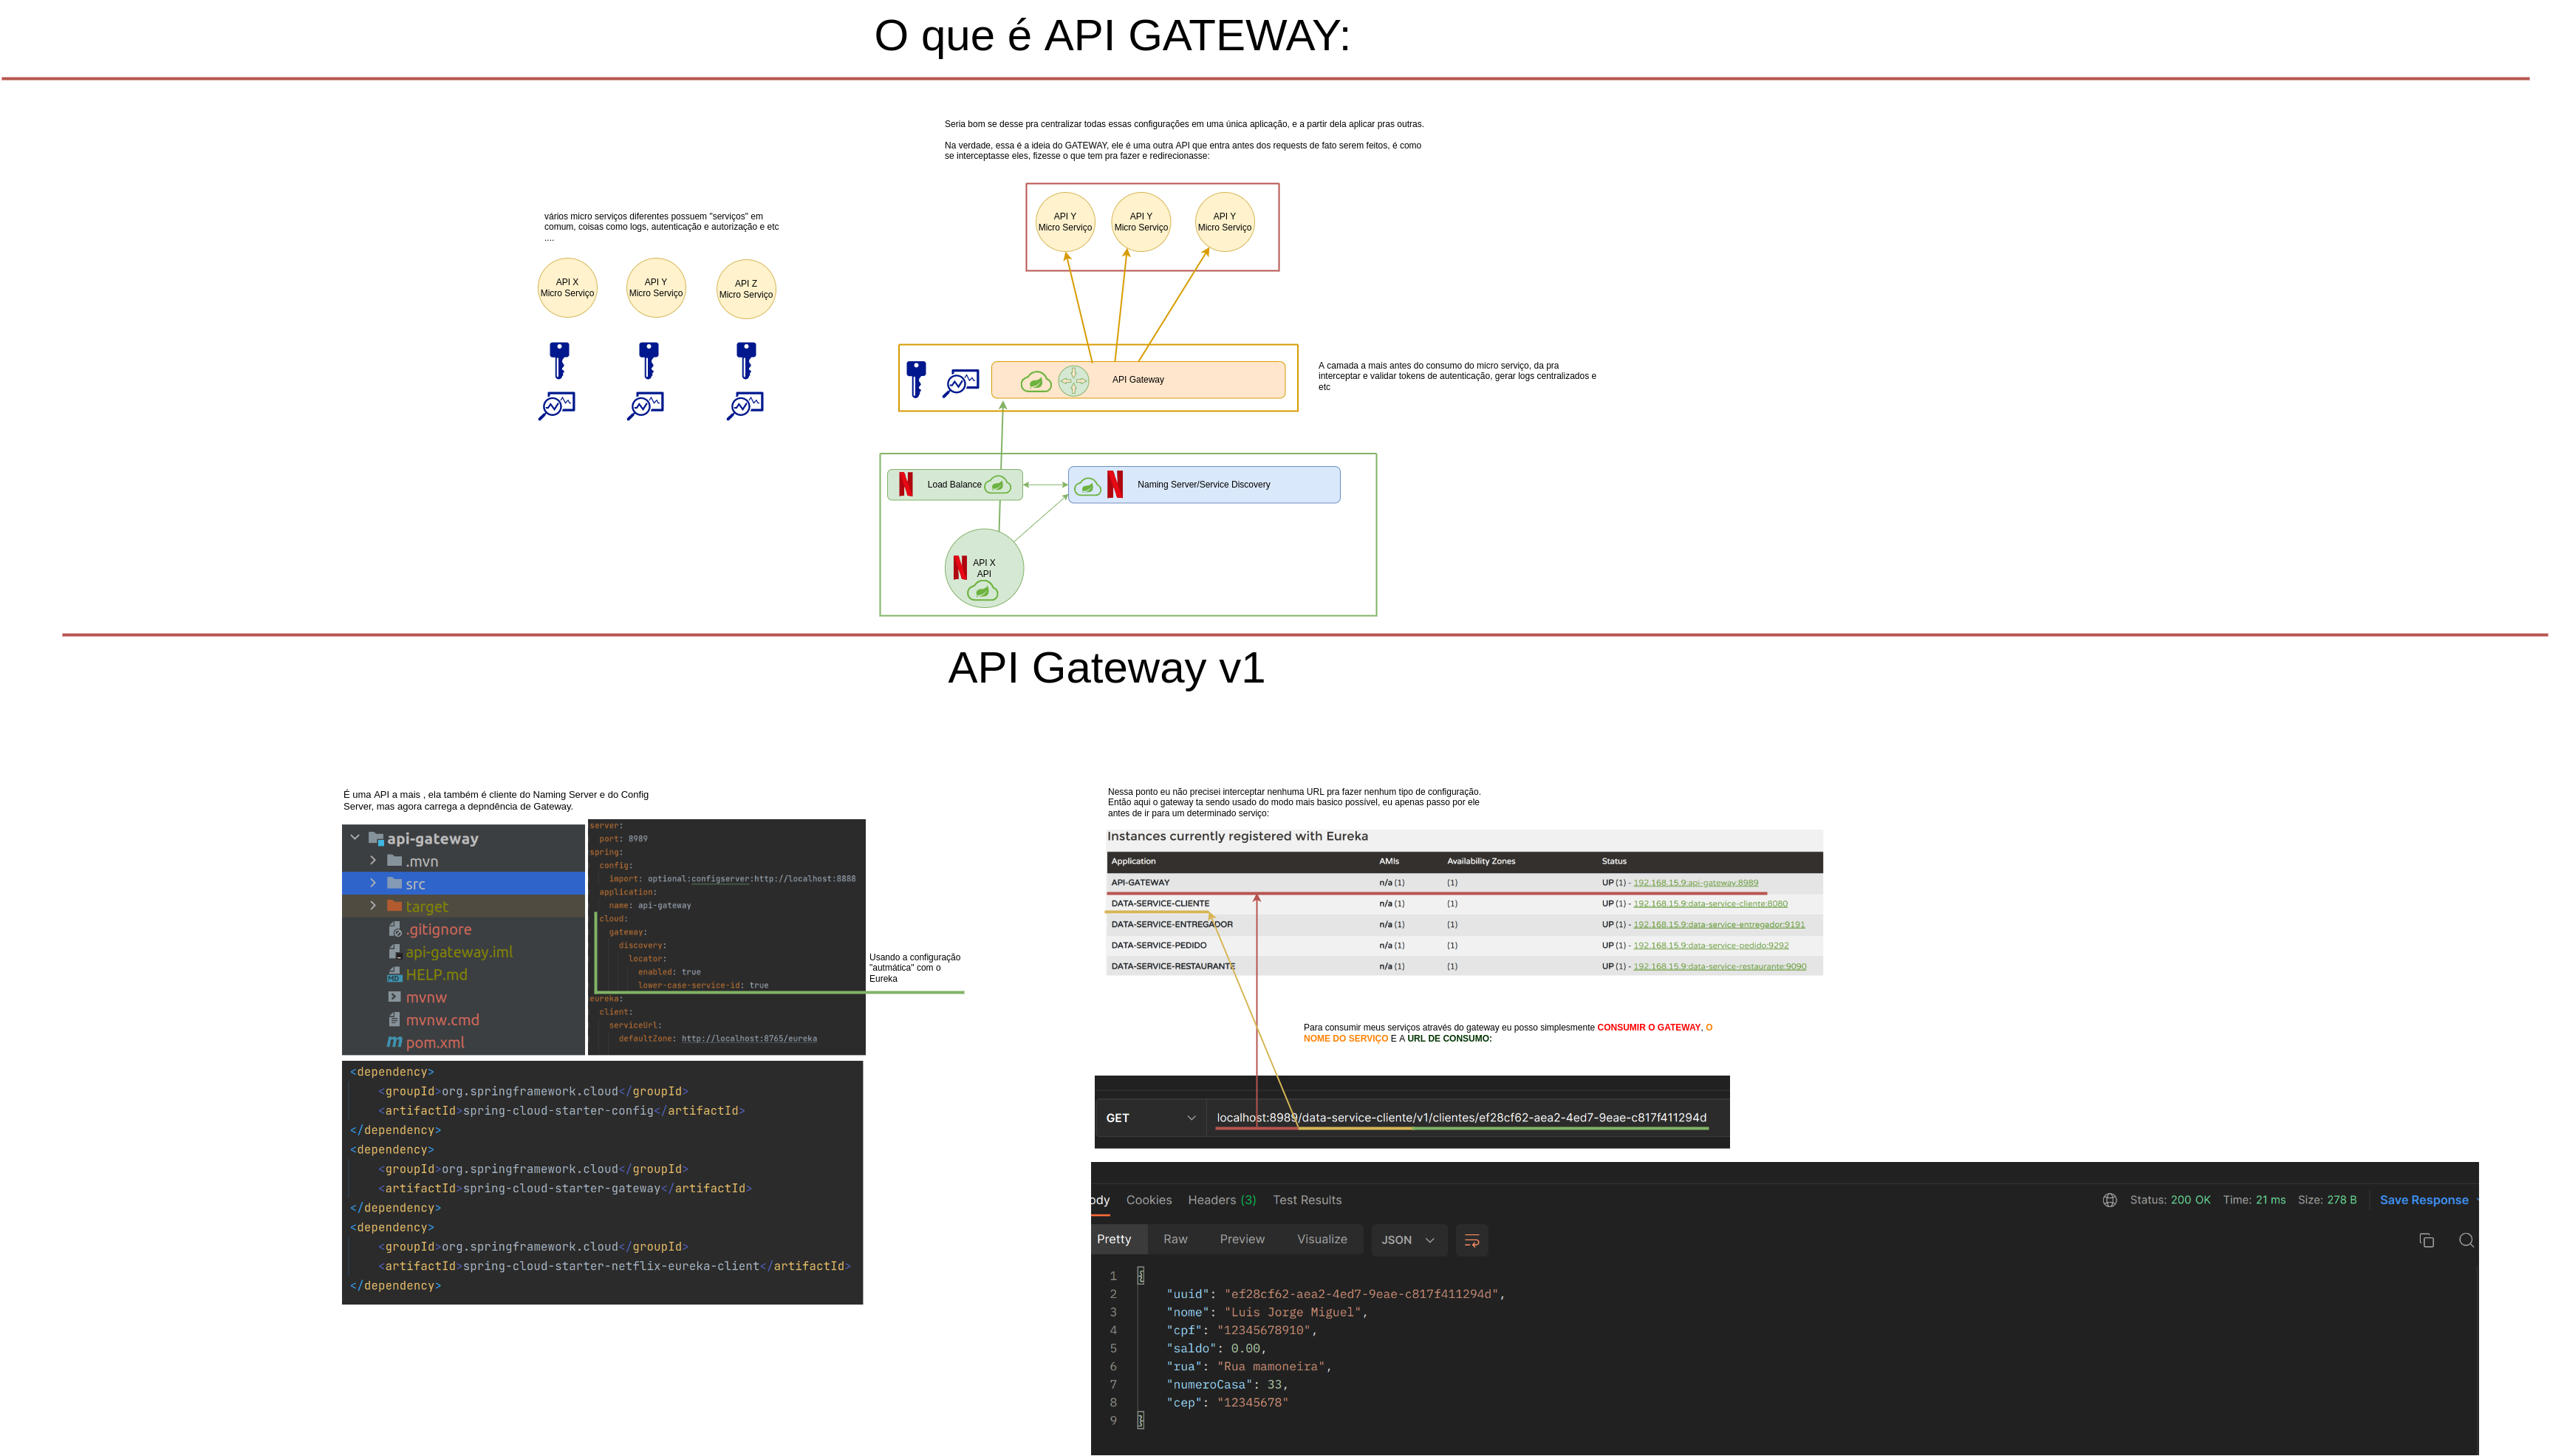 O que é API GATEWAY:
Seria bom se desse pra centralizar todas essas configurações em uma única aplicação, e a partir dela aplicar pras outras.
Na verdade, essa é a ideia do GATEWAY, ele é uma outra API que entra antes dos requests de fato serem feitos, é como
se interceptasse eles, fizesse o que tem pra fazer e redirecionasse:
vários micro serviços diferentes possuem "serviços" em
comum, coisas como logs, autenticação e autorização e etc
....
API X
Micro Serviço
API Y
Micro Serviço
API Z
Micro Serviço
API Y
Micro Serviço
API Y
Micro Serviço
API Y
Micro Serviço
API Gateway
A camada a mais antes do consumo do micro serviço, da pra
interceptar e validar tokens de autenticação, gerar logs centralizados e
etc
Load Balance
Naming Server/Service Discovery
API X
API
API Gateway v1
É uma API a mais , ela também é cliente do Naming Server e do Config
Server, mas agora carrega a depndência de Gateway.
api-gateway
.mvn
src
target
.gitignore
api-gateway.iml
HELP.md
mvnw
mvnw.cmd
pom.xml
server:
port: 8989
spring:
config:
import: optional:configserver:http://localhost:8888
application:
name: api-gateway
cloud:
gateway:
discovery:
locator:
enabled: true
lower-case-service-id: true
eureka:
client:
serviceUrl:
defaultZone: http://localhost:8765/eureka
Usando a configuração
"autmática" com o
Eureka
<dependency>
<groupId>org.springframework.cloud</groupId>
<artifactId>spring-cloud-starter-config</artifactId>
</dependency>
<dependency>
<groupId>org.springframework.cloud</groupId>
<artifactId>spring-cloud-starter-gateway</artifactId>
</dependency>
<dependency>
<groupId>org.springframework.cloud</groupId>
<artifactId>spring-cloud-starter-netflix-eureka-client</artifactId>
</dependency>
Nessa ponto eu não precisei interceptar nenhuma URL pra fazer nenhum tipo de configuração.
Então aqui o gateway ta sendo usado do modo mais basico possível, eu apenas passo por ele
antes de ir para um determinado serviço:
Instances currently registered with Eureka
Application AMIs Availability Zones Status
API-GATEWAY n/a (1) (1) UP (1) - 192.168.15.9:api-gateway:8989
DATA-SERVICE-CLIENTE n/a (1) (1) UP (1) - 192.168.15.9:data-service-cliente:8080
DATA-SERVICE-ENTREGADOR n/a (1) (1) UP (1) - 192.168.15.9:data-service-entregador:9191
DATA-SERVICE-PEDIDO n/a (1) (1) UP (1) - 192.168.15.9:data-service-pedido:9292
DATA-SERVICE-RESTAURANTE n/a (1) (1) UP (1) - 192.168.15.9:data-service-restaurante:9090
Para consumir meus serviços através do gateway eu posso simplesmente CONSUMIR O GATEWAY, O
NOME DO SERVIÇO E A URL DE CONSUMO:
GET localhost:8989/data-service-cliente/v1/clientes/ef28cf62-aea2-4ed7-9eae-c817f411294d
ody Cookies Headers (3) Test Results Status: 200 OK Time: 21 ms Size: 278 B Save Response
Pretty Raw Preview Visualize JSON
1 {
2 "uuid": "ef28cf62-aea2-4ed7-9eae-c817f411294d",
3 "nome": "Luis Jorge Miguel",
4 "cpf": "12345678910",
5 "saldo": 0.00,
6 "rua": "Rua mamoneira",
7 "numeroCasa": 33,
8 "cep": "12345678"
9 }